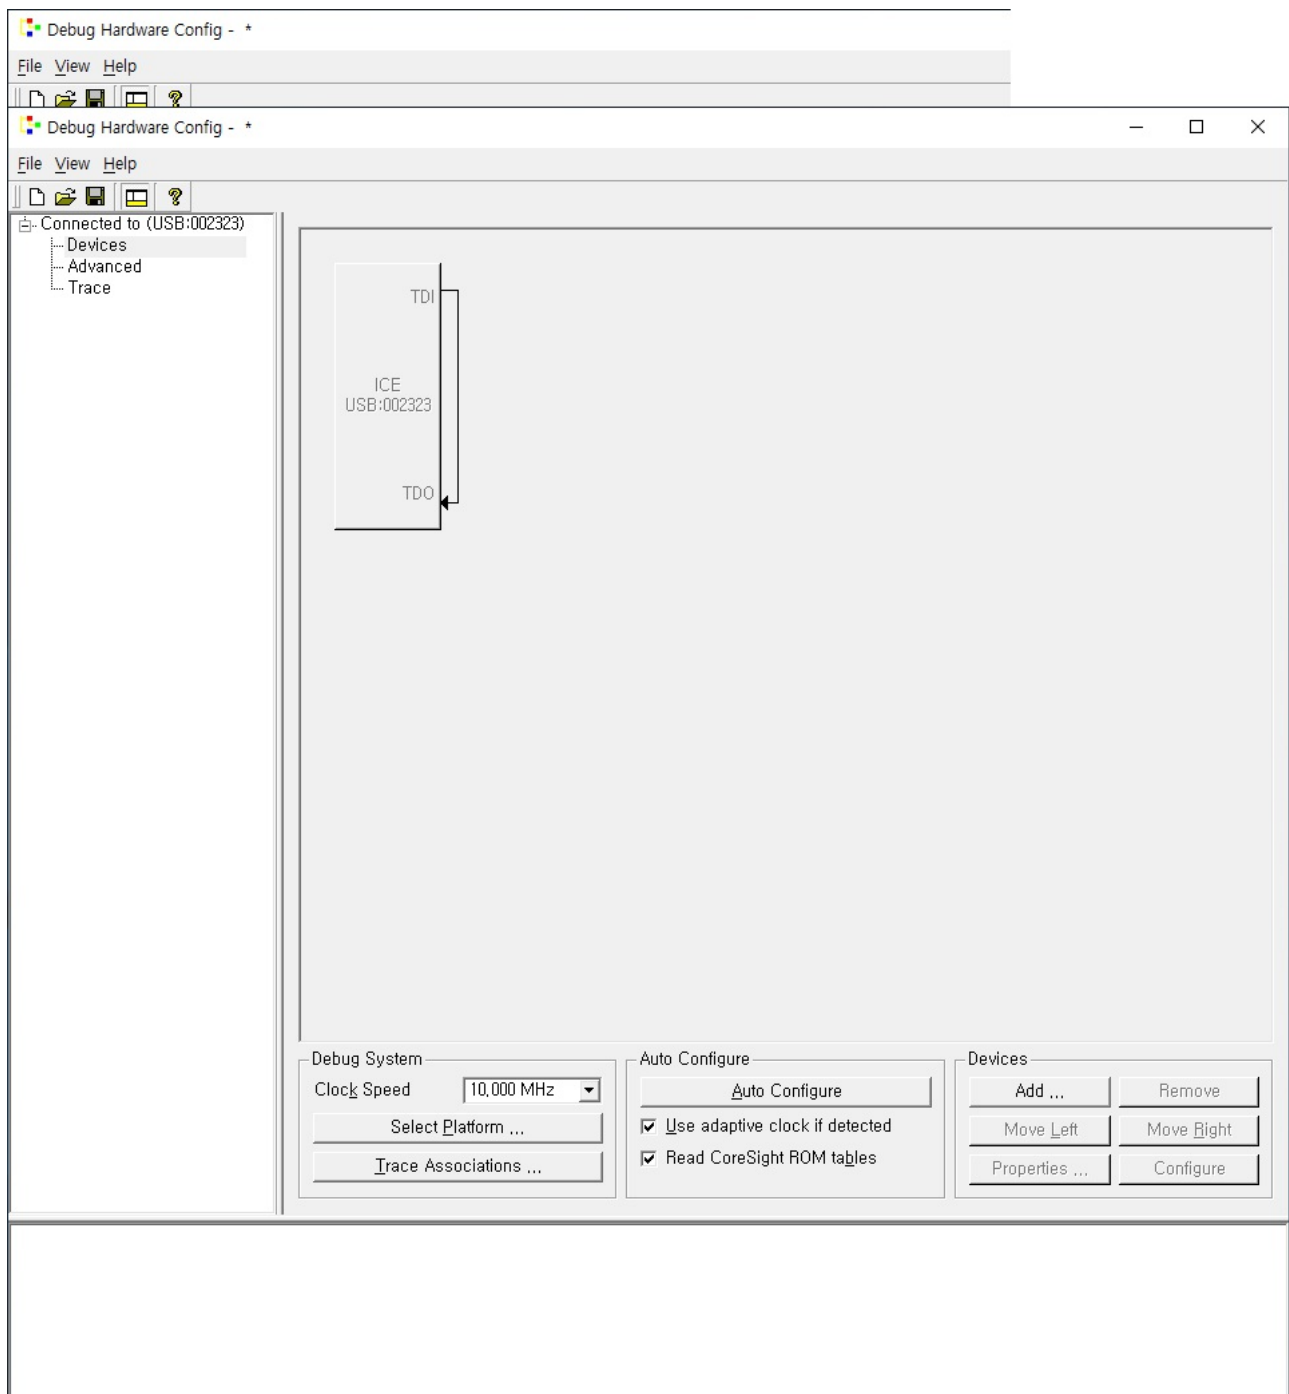 Debug Hardware Config -  *
File View Help
Debug Hardware Config -  *
File View Help
Connected to (USB:002323)
Devices
Advanced
Trace
TDI
ICE
USB:002323
TDO
Debug System
Clock Speed 10,000 MHz
Select Platform ...
Trace Associations ...
Auto Configure
Auto Configure
Use adaptive clock if detected
Read CoreSight ROM tables
Devices
Add ... Remove
Move Left Move Right
Properties ... Configure